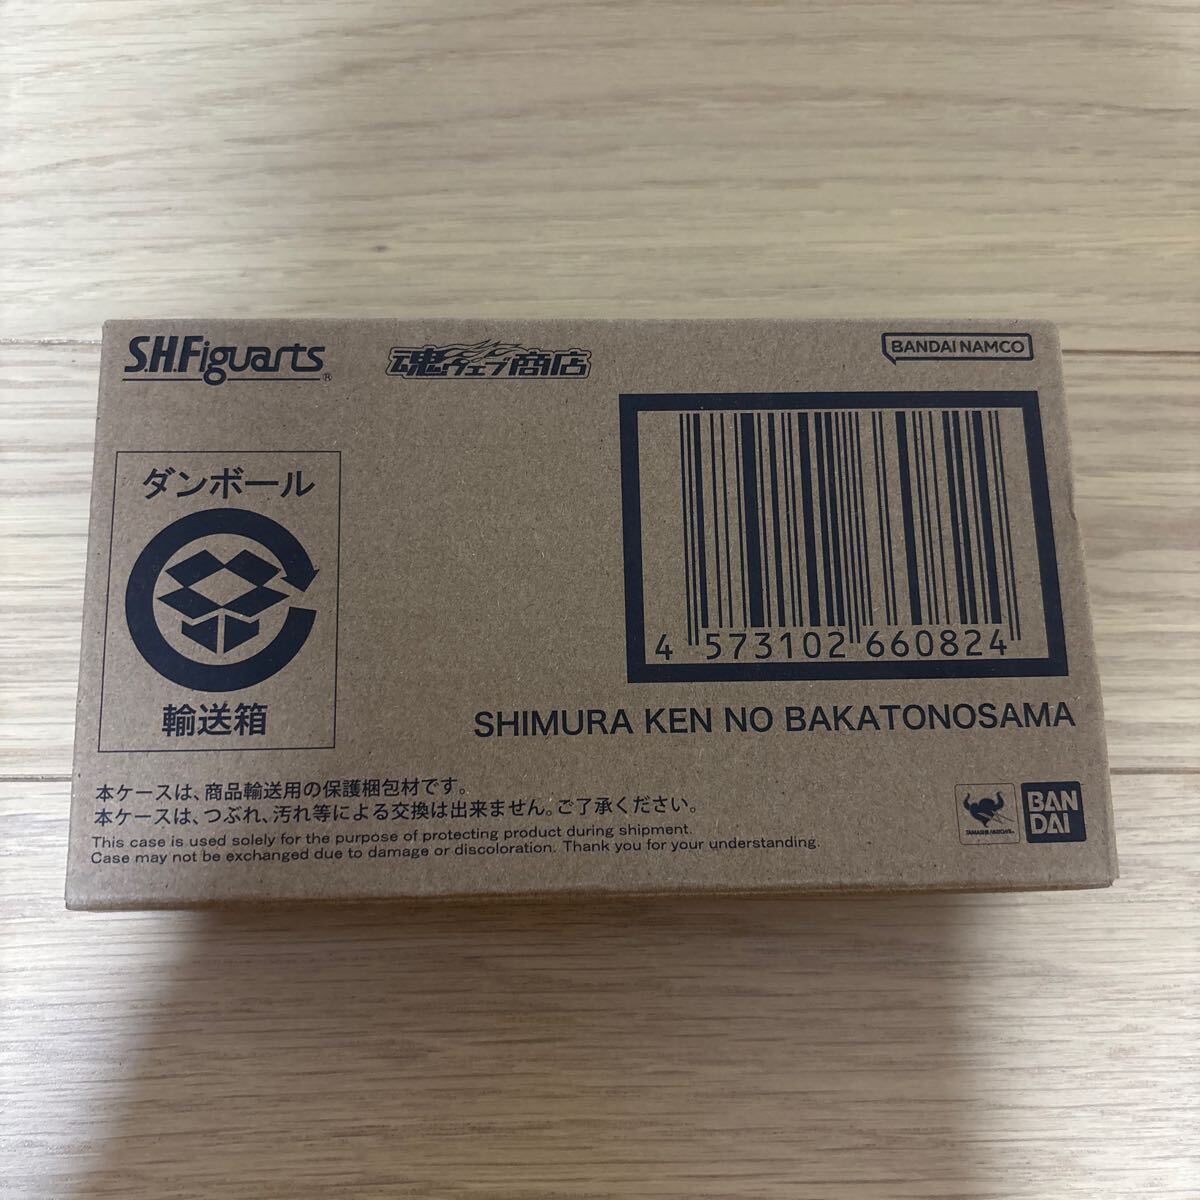 S.H.Figuarts®
魂ウェブ商店
BANDAI NAMCO
ダンボール
輸送箱
4 573102 660824
SHIMURA KEN NO BAKATONOSAMA
本ケースは、商品輸送用の保護梱包材です。
本ケースは、つぶれ、汚れ等による交換は出来ません。ご了承ください。
This case is used solely for the purpose of protecting product during shipment.
Case may not be exchanged due to damage or discoloration. Thank you for your understanding.
TAMASHII NATIONS
BAN
DAI